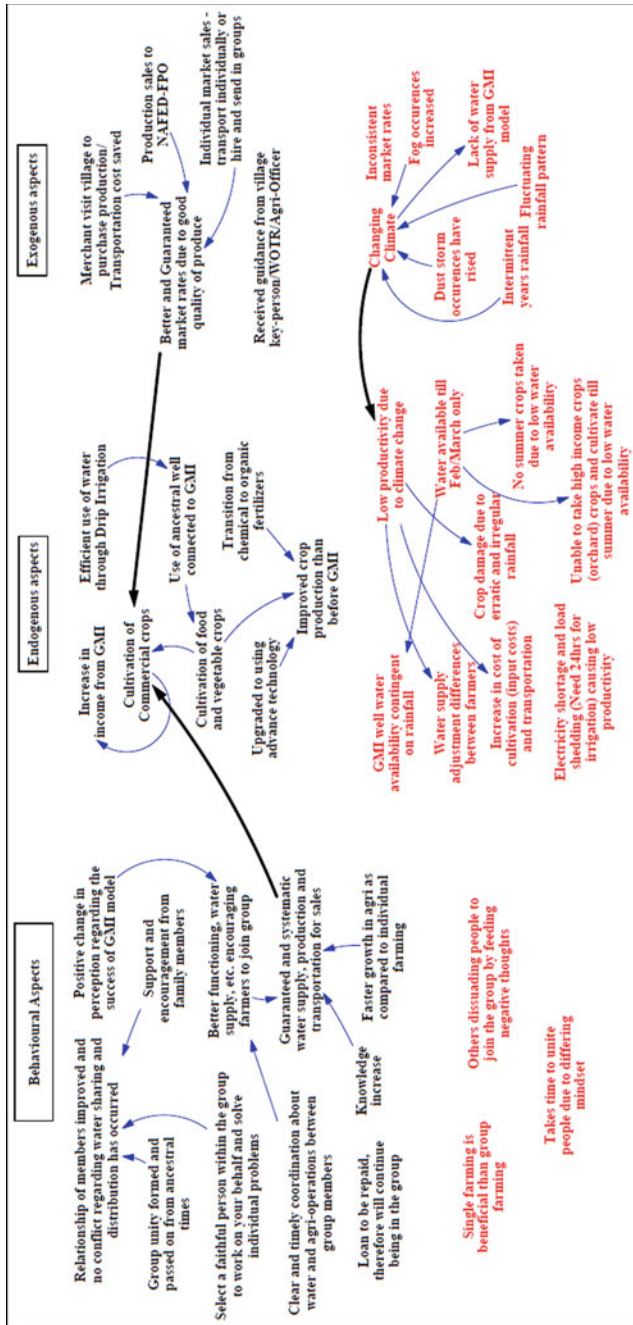 Behavioural Aspects
Relationship of members improved and
no conflict regarding water sharing and
distribution has occurred
Positive change in
perception regarding the
success of GMI model
Group unity formed and
passed on from ancestral
times
Support and
encouragement from
family members
Select a faithful person within the group
to work on your behalf and solve
individual problems
Better functioning, water
supply, etc. encouraging
farmers to join group
Clear and timely coordination about
water and agri-operations between
group members
Guaranteed and systematic
water supply, production and
transportation for sales
Knowledge
increase
Faster growth in agri as
compared to individual
farming
Loan to be repaid,
therefore will continue
being in the group
Others dissuading people to
join the group by feeding
negative thoughts
Single farming is
beneficial than group
farming
Takes time to unite
people due to differing
mindset
Endogenous aspects
Increase in
income from GMI
Efficient use of water
through Drip Irrigation
Cultivation of
Commercial crops
Use of ancestral well
connected to GMI
Cultivation of food
and vegetable crops
Transition from
chemical to organic
fertilizers
Upgraded to using
advance technology
Improved crop
production than
before GMI
GMI well water
availability contingent
on rainfall
Low productivity due
to climate change
Water supply
adjustment differences
between farmers
Water available till
Feb/March only
Crop damage due to
erratic and irregular
rainfall
Increase in cost of
cultivation (input costs)
and transportation
No summer crops taken
due to low water
availability
Electricity shortage and load
shedding (Need 24hrs for
irrigation) causing low
productivity
Unable to take high income crops
(orchard) crops and cultivate till
summer due to low water
availability
Exogenous aspects
Merchant visit village to
purchase production/
Transportation cost saved
Production sales to
NAFED-FPO
Better and Guaranteed
market rates due to good
quality of produce
Individual market sales -
transport individually or
hire and send in groups
Received guidance from village
key-person/WOTR/Agri-Officer
Inconsistent
market rates
Changing
Climate
Fog occurences
increased
Dust storm
occurences have
rised
Lack of water
supply from GMI
model
Intermittent
years rainfall
Fluctuating
rainfall pattern